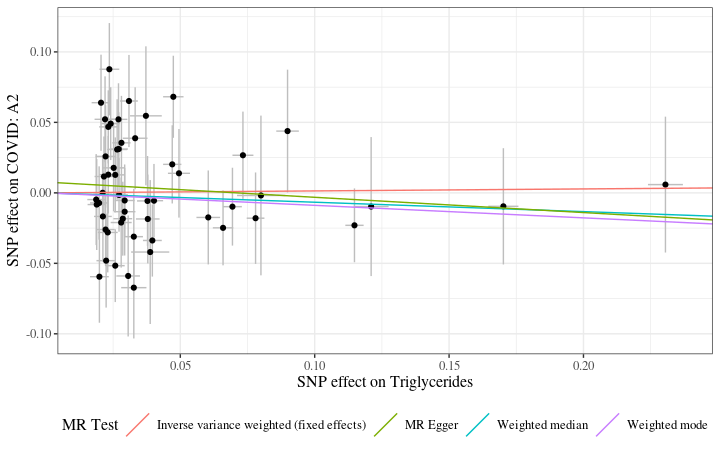 SNP effect on COVID: A2
0.10
0.05
0.00
-0.05
-0.10
0.05 0.10 0.15 0.20
SNP effect on Triglycerides
MR Test Inverse variance weighted (fixed effects) MR Egger Weighted median Weighted mode